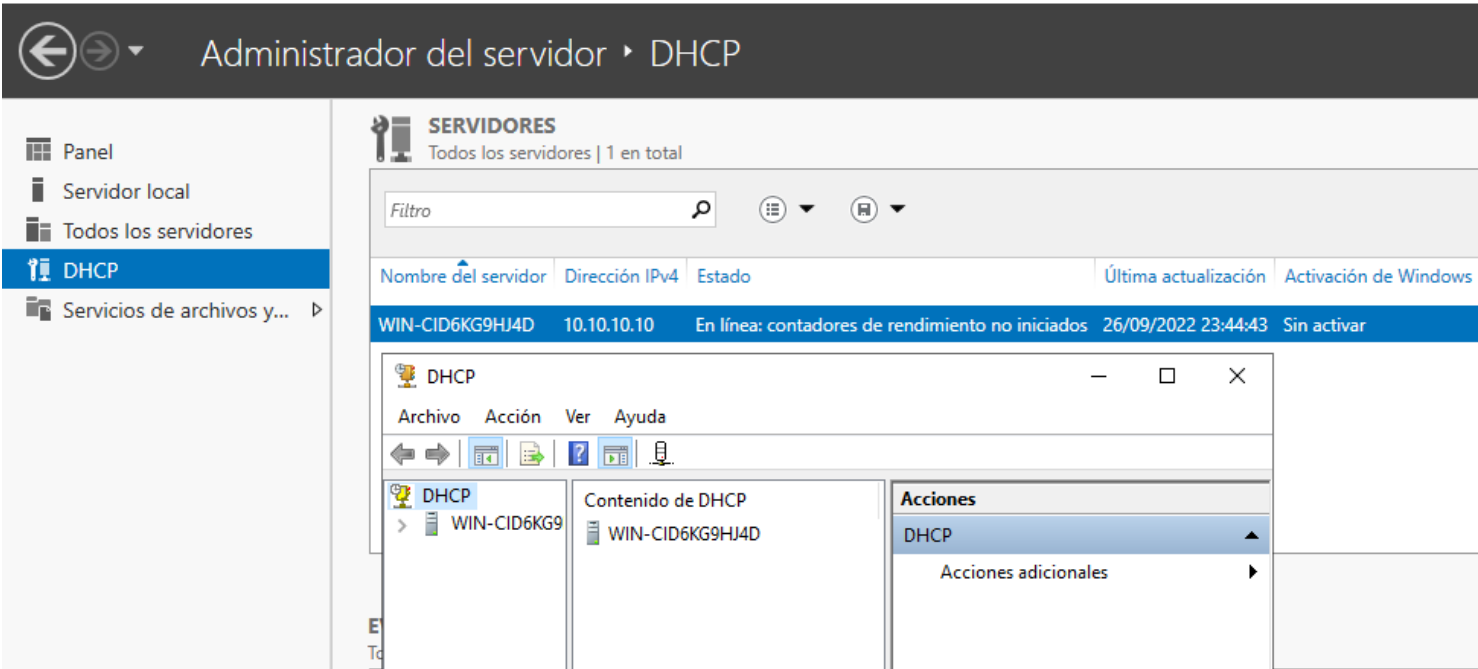 Administrador del servidor ‣ DHCP
Panel
Servidor local
Todos los servidores
DHCP
Servicios de archivos y...
SERVIDORES
Todos los servidores | 1 en total
Filtro
Nombre del servidor Dirección IPv4 Estado Última actualización Activación de Windows
WIN-CID6KG9HJ4D 10.10.10.10 En línea: contadores de rendimiento no iniciados 26/09/2022 23:44:43 Sin activar
DHCP
Archivo Acción Ver Ayuda
DHCP
WIN-CID6KG9
Contenido de DHCP
WIN-CID6KG9HJ4D
Acciones
DHCP
Acciones adicionales